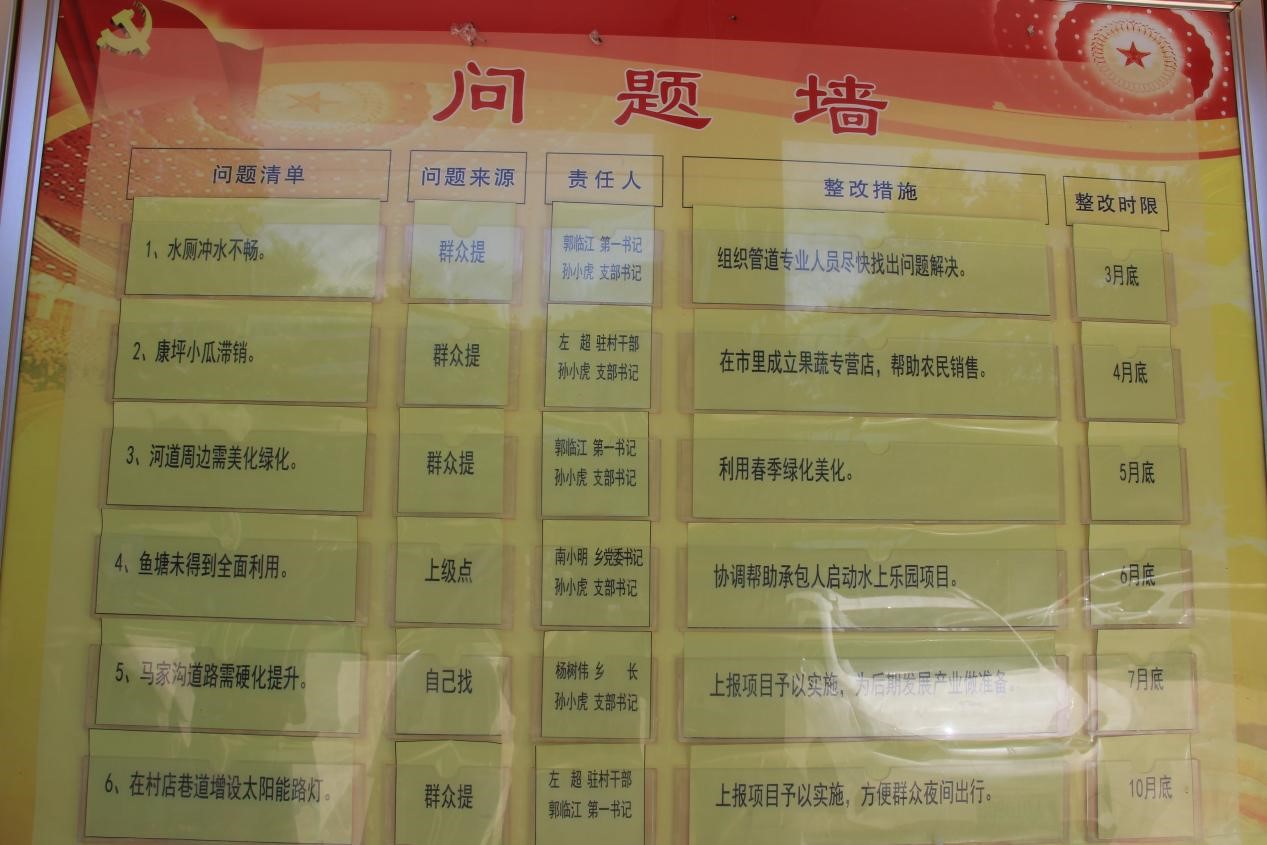 问题墙
问题清单 问题来源 责任人 整改措施 整改时限
1、水厕冲水不畅。 群众提 郭临江 第一书记 组织管道专业人员尽快找出问题解决。 3月底
孙小虎 支部书记
2、康坪小瓜滞销。 群众提 左 超 驻村干部 在市里成立果蔬专营店，帮助农民销售。 4月底
孙小虎 支部书记
3、河道周边需美化绿化。 群众提 郭临江 第一书记 利用春季绿化美化。 5月底
孙小虎 支部书记
4、鱼塘未得到全面利用。 上级点 南小明 乡党委书记 协调帮助承包人启动水上乐园项目。 6月底
孙小虎 支部书记
5、马家沟道路需硬化提升。 自己找 杨树伟 乡 长 上报项目予以实施，为后期发展产业做准备。 7月底
孙小虎 支部书记
6、在村店巷道增设太阳能路灯。 群众提 左 超 驻村干部 上报项目予以实施，方便群众夜间出行。 10月底
郭临江 第一书记